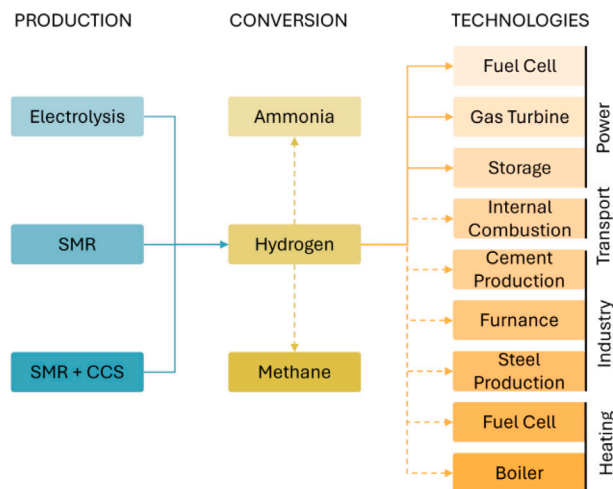 PRODUCTION
CONVERSION
TECHNOLOGIES
Electrolysis
SMR
SMR + CCS
Ammonia
Hydrogen
Methane
Fuel Cell
Gas Turbine
Storage
Internal
Combustion
Cement
Production
Furnance
Steel
Production
Fuel Cell
Boiler
Power
Transport
Industry
Heating